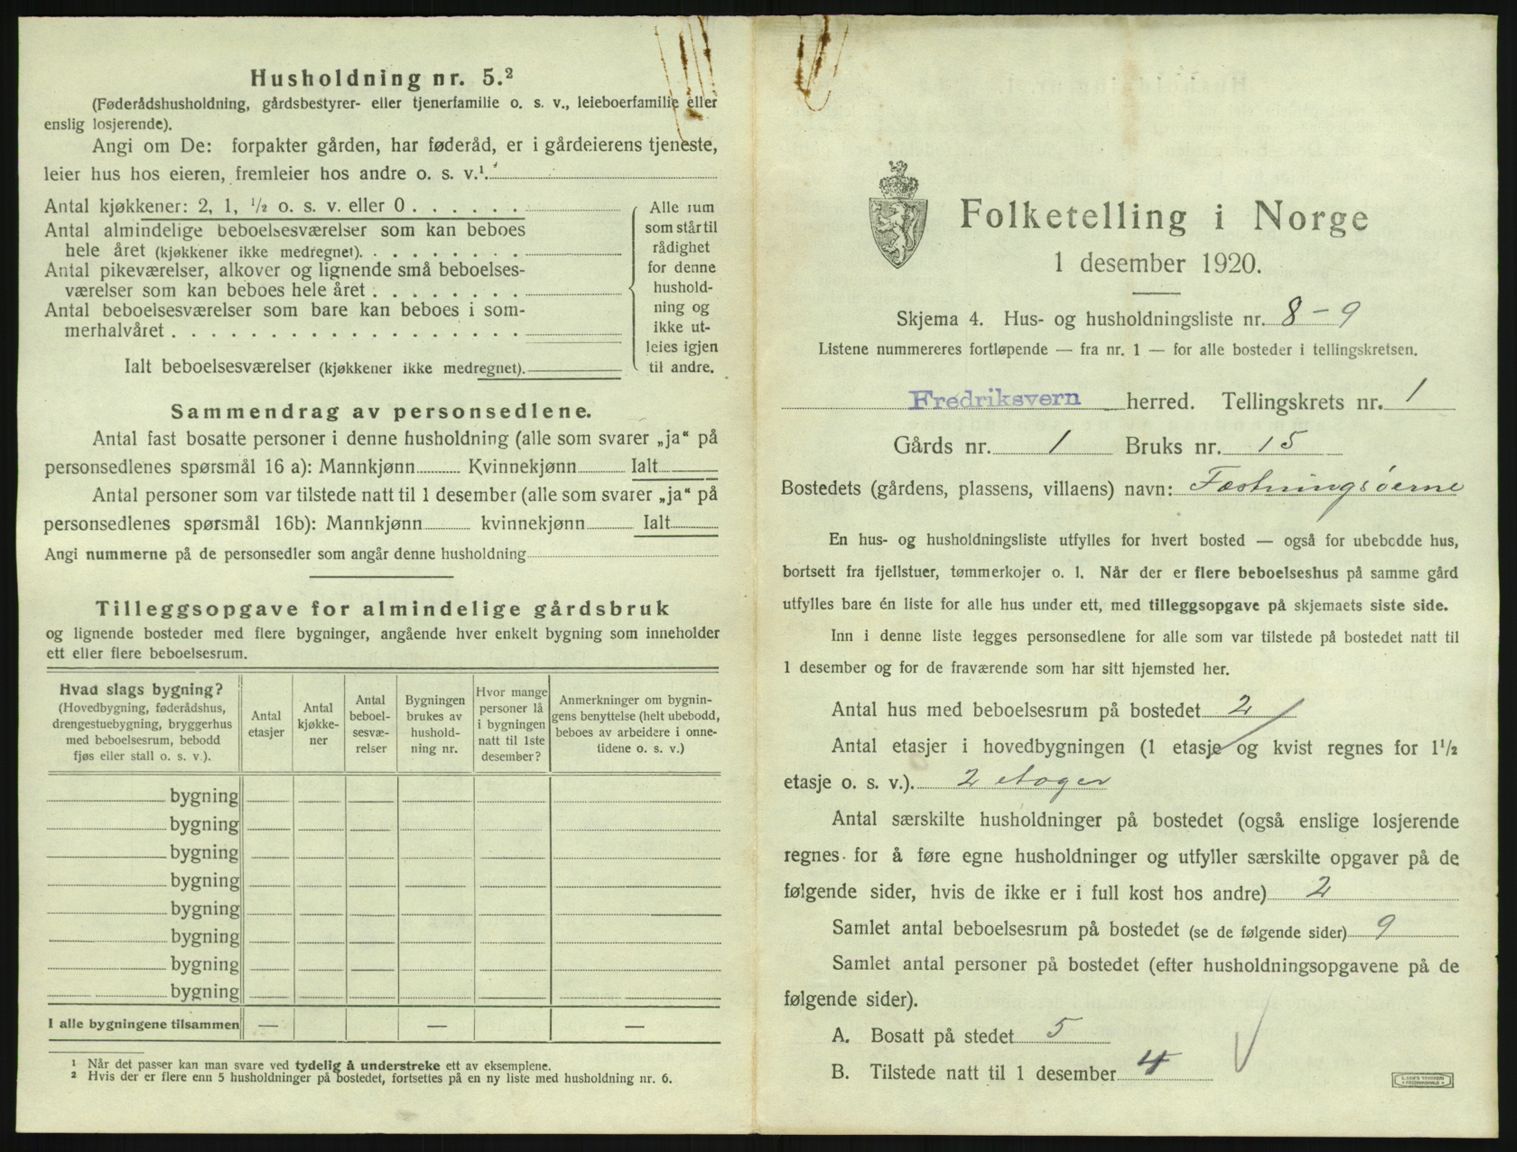 Husholdning nr. 5.²
(Føderådshusholdning, gårdsbestyrer- eller tjenerfamilie o. s. v., leieboerfamilie eller
enslig losjerende).
Angi om De: forpakter gården, har føderåd, er i gårdeierens tjeneste,
leier hus hos eieren, fremleier hos andre o. s. v.¹
Antal kjøkkener: 2, 1, ½ o. s. v. eller 0
Antal almindelige beboelsesværelser som kan beboes
hele året (kjøkkener ikke medregnet).
Antal pikeværelser, alkover og lignende små beboelses-
værelser som kan beboes hele året
Antal beboelsesværelser som bare kan beboes i som-
merhalvåret
Ialt beboelsesværelser (kjøkkener ikke medregnet).
Alle rum
som står til
rådighet
for denne
hushold-
ning og
ikke ut-
leies igjen
til andre.
Sammendrag av personsedlene.
Antal fast bosatte personer i denne husholdning (alle som svarer „ja“ på
personsedlenes spørsmål 16 a): Mannkjønn Kvinnekjønn Ialt
Antal personer som var tilstede natt til 1 desember (alle som svarer „ja“ på
personsedlenes spørsmål 16b): Mannkjønn kvinnekjønn Ialt
Angi nummerne på de personsedler som angår denne husholdning
Tilleggsopgave for almindelige gårdsbruk
og lignende bosteder med flere bygninger, angående hver enkelt bygning som inneholder
ett eller flere beboelsesrum.
Hvad slags bygning?
(Hovedbygning, føderådshus,
drengestuebygning, bryggerhus
med beboelsesrum, bebodd
fjøs eller stall o. s. v.).
Antal
etasjer
Antal
kjøkke-
ner
Antal
beboel-
sesvæ-
relser
Bygningen
brukes av
hushold-
ning nr.
Hvor mange
personer lå
i bygningen
natt til 1ste
desember?
Anmerkninger om bygnin-
gens benyttelse (helt ubebodd,
beboes av arbeidere i onne-
tidene o. s. v.)
bygning
bygning
bygning
bygning
bygning
bygning
bygning
bygning
I alle bygningene tilsammen — — —
¹ Når det passer kan man svare ved tydelig å understreke ett av eksemplene.
² Hvis der er flere enn 5 husholdninger på bostedet, fortsettes på en ny liste med husholdning nr. 6.
Folketelling i Norge
1 desember 1920.
Skjema 4. Hus- og husholdningsliste nr. 8-9
Listene nummereres fortløpende — fra nr. 1 — for alle bosteder i tellingskretsen.
Fredriksvern herred. Tellingskrets nr. 1
Gårds nr. 1 Bruks nr. 15
Bostedets (gårdens, plassens, villaens) navn: Fæstningsøerne
En hus- og husholdningsliste utfylles for hvert bosted — også for ubebodde hus,
bortsett fra fjellstuer, tømmerkojer o. l. Når der er flere beboelseshus på samme gård
utfylles bare én liste for alle hus under ett, med tilleggsopgave på skjemaets siste side.
Inn i denne liste legges personsedlene for alle som var tilstede på bostedet natt til
1 desember og for de fraværende som har sitt hjemsted her.
Antal hus med beboelsesrum på bostedet 2
Antal etasjer i hovedbygningen (1 etasje og kvist regnes for 1½
etasje o. s. v.). 2 etager
Antal særskilte husholdninger på bostedet (også enslige losjerende
regnes for å føre egne husholdninger og utfyller særskilte opgaver på de
følgende sider, hvis de ikke er i full kost hos andre) 2
Samlet antal beboelsesrum på bostedet (se de følgende sider) 9
Samlet antal personer på bostedet (efter husholdningsopgavene på de
følgende sider).
A. Bosatt på stedet 5
B. Tilstede natt til 1 desember 4